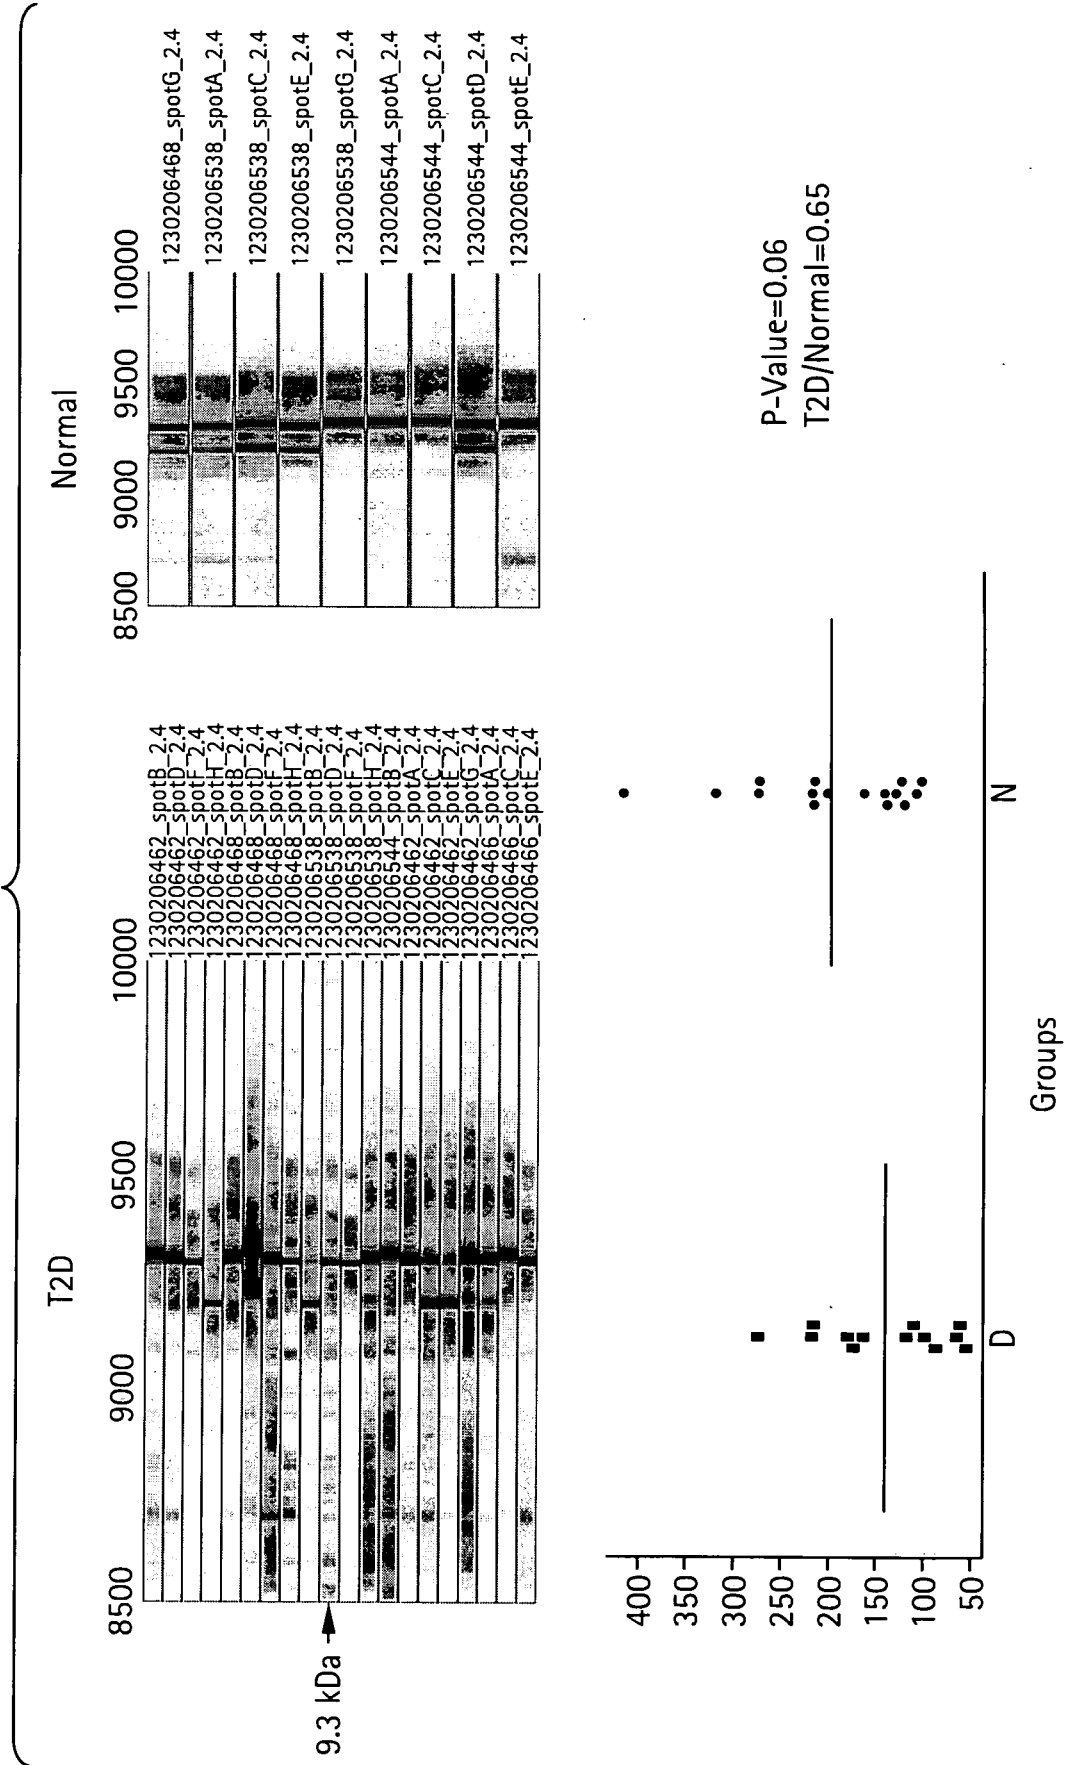 T2D
8500
9000
9500
10000
9.3 kDa
1230206462_spotB_2.4
1230206462_spotD_2.4
1230206462_spotF_2.4
1230206462_spotH_2.4
1230206468_spotB_2.4
1230206468_spotD_2.4
1230206468_spotF_2.4
1230206468_spotH_2.4
1230206538_spotB_2.4
1230206538_spotD_2.4
1230206538_spotF_2.4
1230206538_spotH_2.4
1230206544_spotB_2.4
1230206462_spotA_2.4
1230206462_spotC_2.4
1230206462_spotE_2.4
1230206462_spotG_2.4
1230206466_spotA_2.4
1230206466_spotC_2.4
1230206466_spotE_2.4
Normal
8500
9000
9500
10000
1230206468_spotG_2.4
1230206538_spotA_2.4
1230206538_spotC_2.4
1230206538_spotE_2.4
1230206538_spotG_2.4
1230206544_spotA_2.4
1230206544_spotC_2.4
1230206544_spotD_2.4
1230206544_spotE_2.4
400
350
300
250
200
150
100
50
D
N
Groups
P-Value=0.06
T2D/Normal=0.65